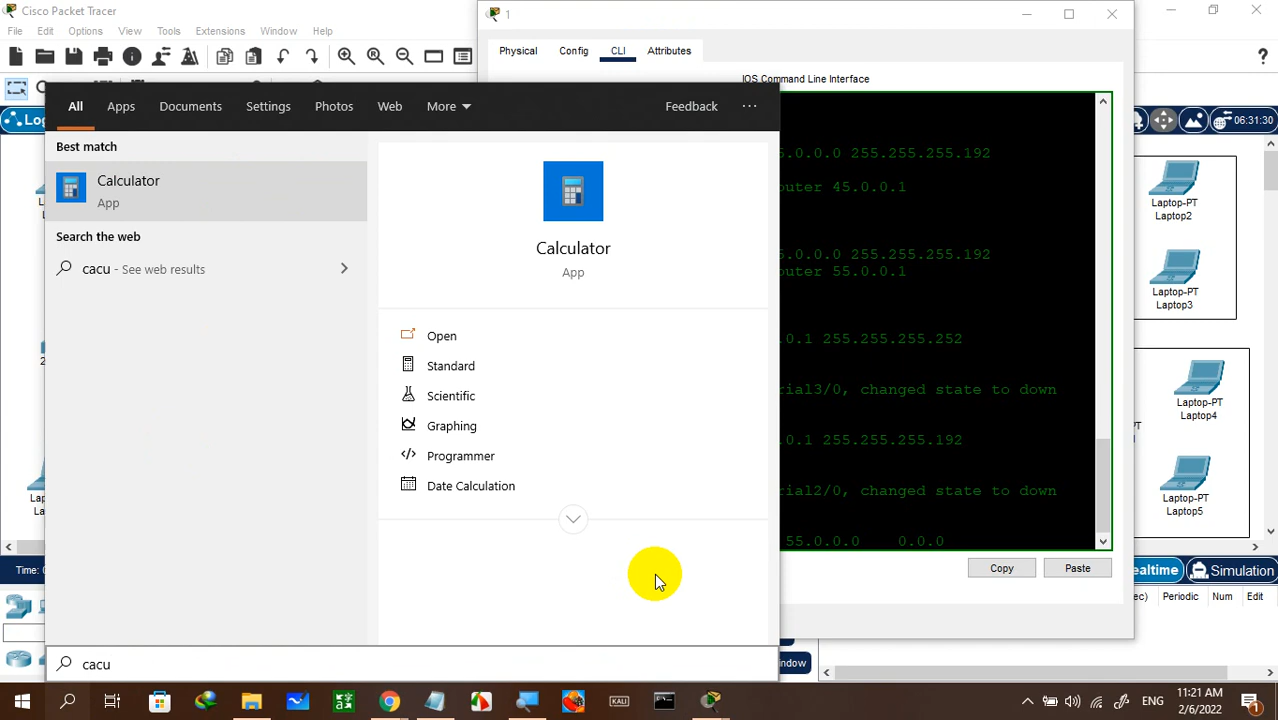 Cisco Packet Tracer
File Edit Options View Tools Extensions Window Help
1
Physical Config CLI Attributes
IOS Command Line Interface
All Apps Documents Settings Photos Web More Feedback
06:31:30
Best match
Calculator
App
Search the web
cacu - See web results
Calculator
App
Open
Standard
Scientific
Graphing
Programmer
Date Calculation
.0.0.0 255.255.255.192
outer 45.0.0.1
.0.0.0 255.255.255.192
outer 55.0.0.1
.0.1 255.255.255.252
rial3/0, changed state to down
.0.1 255.255.255.192
rial2/0, changed state to down
55.0.0.0 0.0.0
Copy Paste
Laptop-PT
Laptop2
Laptop-PT
Laptop3
Laptop-PT
Laptop4
Laptop-PT
Laptop5
Time:
ealtime Simulation
Periodic Num Edit
indow
cacu
KALI
ENG
11:21 AM
2/6/2022